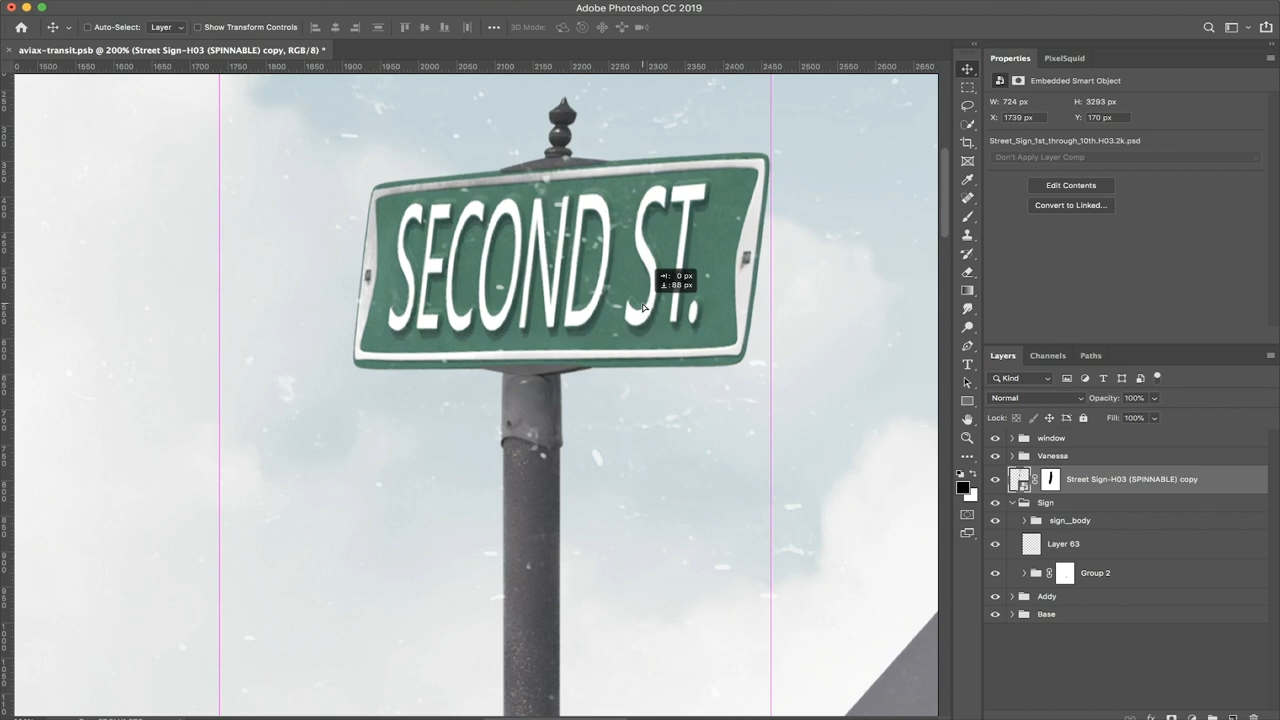 Adobe Photoshop CC 2019
Auto-Select: Layer Show Transform Controls 3D Mode:
aviax-transit.psb @ 200% (Street Sign-H03 (SPINNABLE) copy, RGB/8) *
1500 1550 1600 1650 1700 1750 1800 1850 1900 1950 2000 2050 2100 2150 2200 2250 2300 2350 2400 2450 2500 2550 2600 2650
SECOND ST.
0 px
88 px
Properties PixelSquid
Embedded Smart Object
W: 724 px H: 3293 px
X: 1739 px Y: 170 px
Street_Sign_1st_through_10th.H03.2k.psd
Don't Apply Layer Comp
Edit Contents
Convert to Linked...
Layers Channels Paths
Kind
Normal Opacity: 100%
Lock: Fill: 100%
window
Vanessa
Street Sign-H03 (SPINNABLE) copy
Sign
sign__body
Layer 63
Group 2
Addy
Base